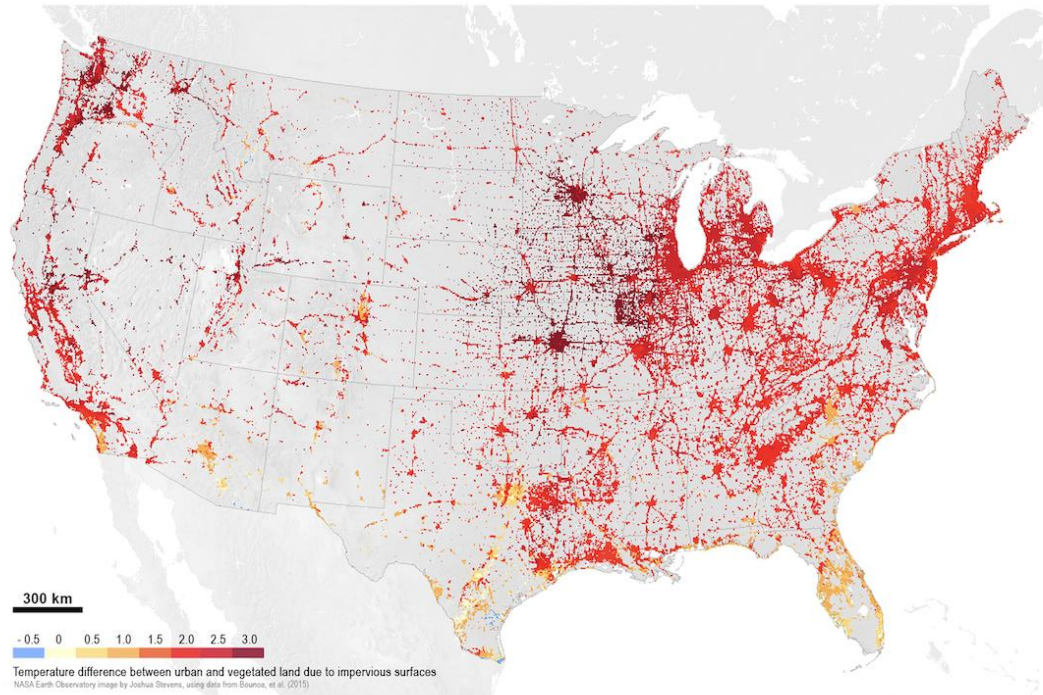 300 km
- 0.5 0 0.5 1.0 1.5 2.0 2.5 3.0
Temperature difference between urban and vegetated land due to impervious surfaces
NASA Earth Observatory image by Joshua Stevens, using data from Bounoa, et al. (2015)